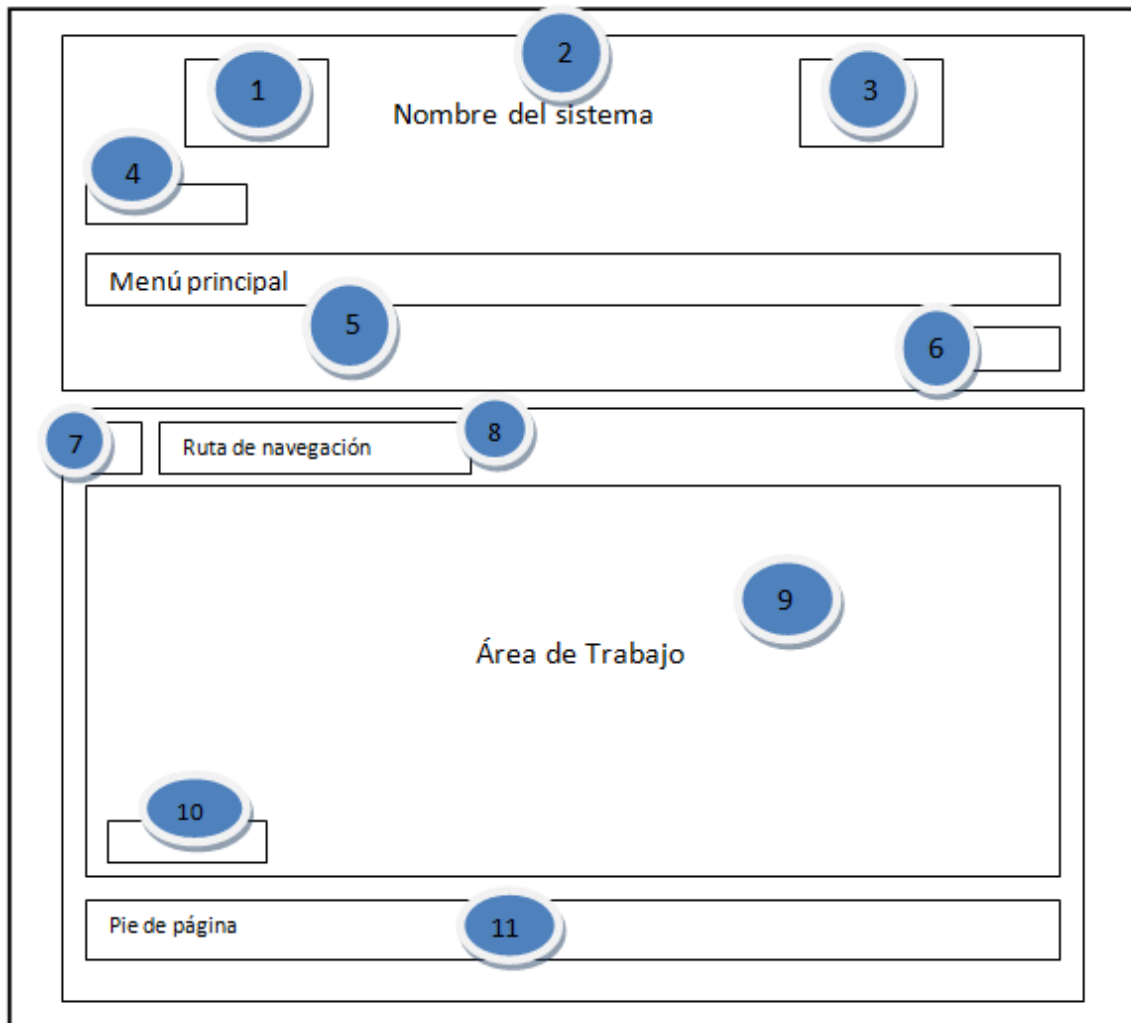 2
1
3
Nombre del sistema
4
Menú principal
5
6
7
Ruta de navegación
8
9
Área de Trabajo
10
Pie de página
11